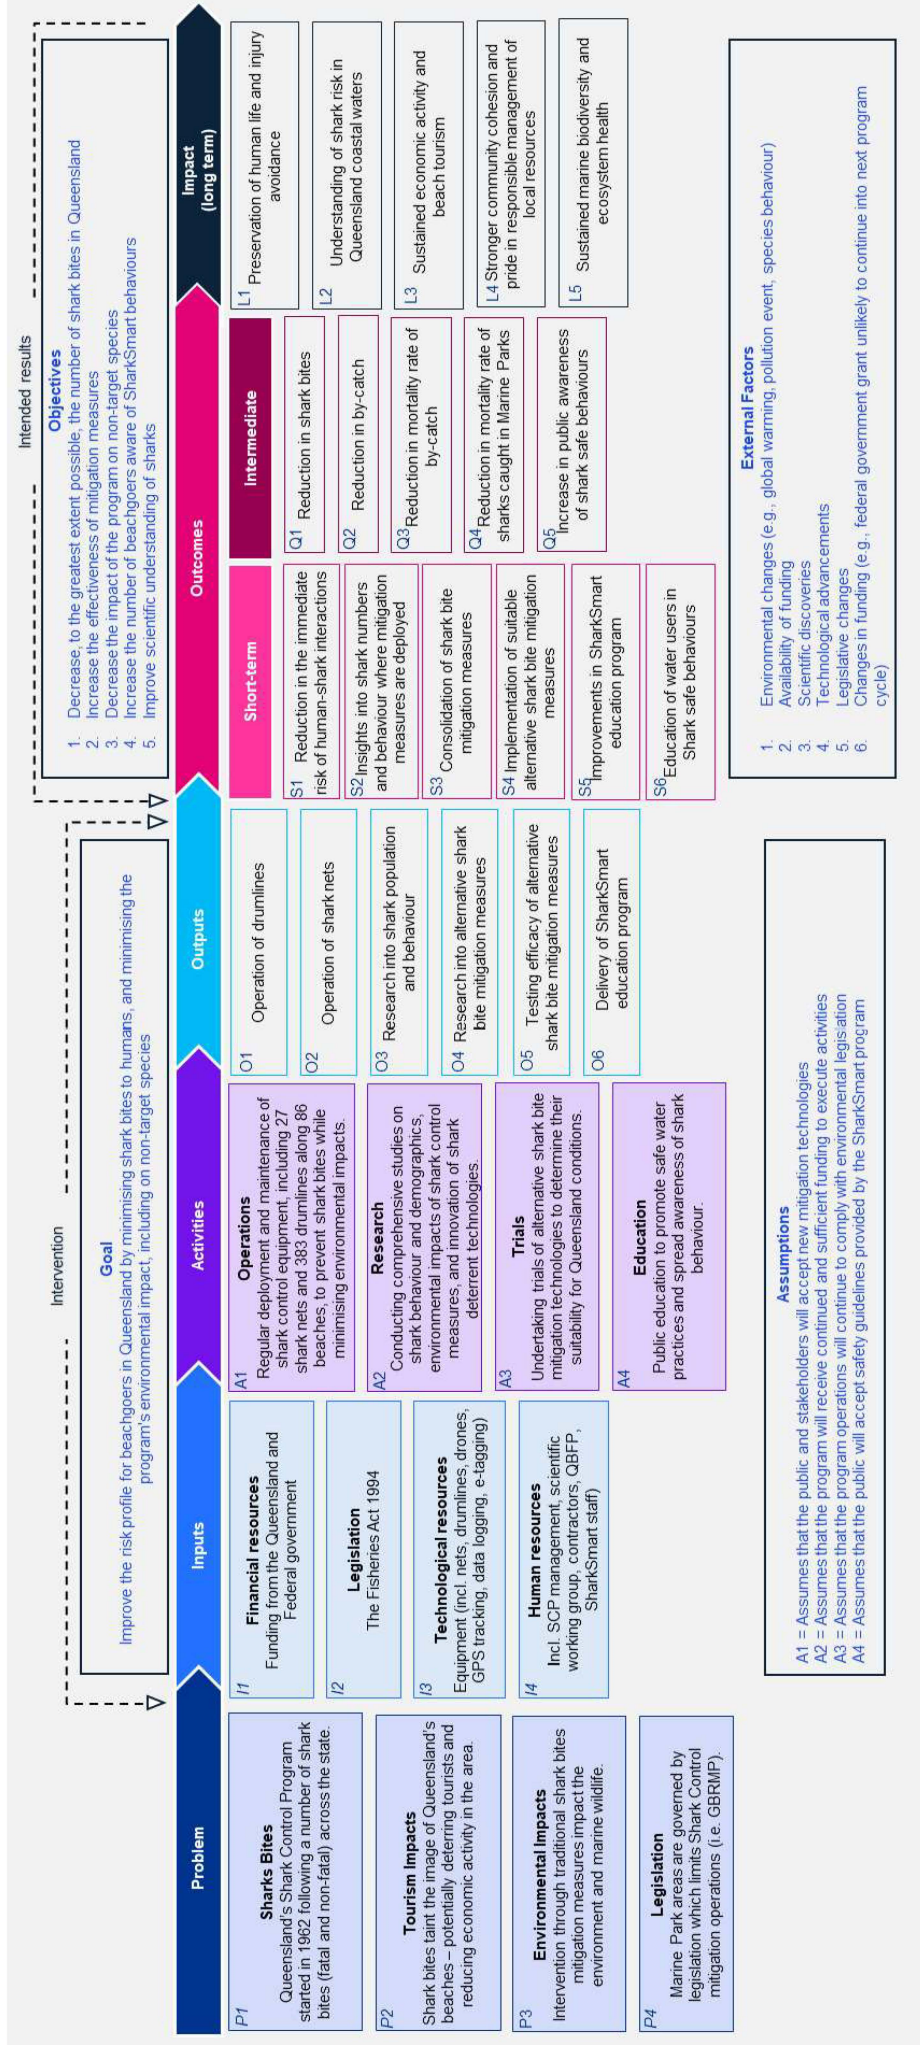 Intervention
Intended results
Goal
Improve the risk profile for beachgoers in Queensland by minimising shark bites to humans, and minimising the
program's environmental impact, including on non-target species
Objectives
1. Decrease, to the greatest extent possible, the number of shark bites in Queensland
2. Increase the effectiveness of mitigation measures
3. Decrease the impact of the program on non-target species
4. Increase the number of beachgoers aware of SharkSmart behaviours
5. Improve scientific understanding of sharks
Problem
Inputs
Activities
Outputs
Outcomes
Impact
(long term)
Short-term
Intermediate
P1
Sharks Bites
Queensland's Shark Control Program
started in 1962 following a number of shark
bites (fatal and non-fatal) across the state.
P2
Tourism Impacts
Shark bites taint the image of Queensland's
beaches – potentially deterring tourists and
reducing economic activity in the area.
P3
Environmental Impacts
Intervention through traditional shark bites
mitigation measures impact the
environment and marine wildlife.
P4
Legislation
Marine Park areas are governed by
legislation which limits Shark Control
mitigation operations (i.e. GBRMP).
I1
Financial resources
Funding from the Queensland and
Federal government
I2
Legislation
The Fisheries Act 1994
I3
Technological resources
Equipment (incl. nets, drumlines, drones,
GPS tracking, data logging, e-tagging)
I4
Human resources
Incl. SCP management, scientific
working group, contractors, QBFP,
SharkSmart staff)
A1
Operations
Regular deployment and maintenance of
shark control equipment, including 27
shark nets and 383 drumlines along 86
beaches, to prevent shark bites while
minimising environmental impacts.
A2
Research
Conducting comprehensive studies on
shark behaviour and demographics,
environmental impacts of shark control
measures, and innovation of shark
deterrent technologies.
A3
Trials
Undertaking trials of alternative shark bite
mitigation technologies to determine their
suitability for Queensland conditions.
A4
Education
Public education to promote safe water
practices and spread awareness of shark
behaviour.
O1
Operation of drumlines
O2
Operation of shark nets
O3
Research into shark population
and behaviour
O4
Research into alternative shark
bite mitigation measures
O5
Testing efficacy of alternative
shark bite mitigation measures
O6
Delivery of SharkSmart
education program
S1 Reduction in the immediate
risk of human-shark interactions
S2 Insights into shark numbers
and behaviour where mitigation
measures are deployed
S3 Consolidation of shark bite
mitigation measures
S4 Implementation of suitable
alternative shark bite mitigation
measures
S5 Improvements in SharkSmart
education program
S6 Education of water users in
Shark safe behaviours
Q1 Reduction in shark bites
Q2 Reduction in by-catch
Q3 Reduction in mortality rate of
by-catch
Q4 Reduction in mortality rate of
sharks caught in Marine Parks
Q5 Increase in public awareness
of shark safe behaviours
L1 Preservation of human life and injury
avoidance
L2 Understanding of shark risk in
Queensland coastal waters
L3 Sustained economic activity and
beach tourism
L4 Stronger community cohesion and
pride in responsible management of
local resources
L5 Sustained marine biodiversity and
ecosystem health
Assumptions
A1 = Assumes that the public and stakeholders will accept new mitigation technologies
A2 = Assumes that the program will receive continued and sufficient funding to execute activities
A3 = Assumes that the program operations will continue to comply with environmental legislation
A4 = Assumes that the public will accept safety guidelines provided by the SharkSmart program
External Factors
1. Environmental changes (e.g., global warming, pollution event, species behaviour)
2. Availability of funding
3. Scientific discoveries
4. Technological advancements
5. Legislative changes
6. Changes in funding (e.g., federal government grant unlikely to continue into next program
cycle)